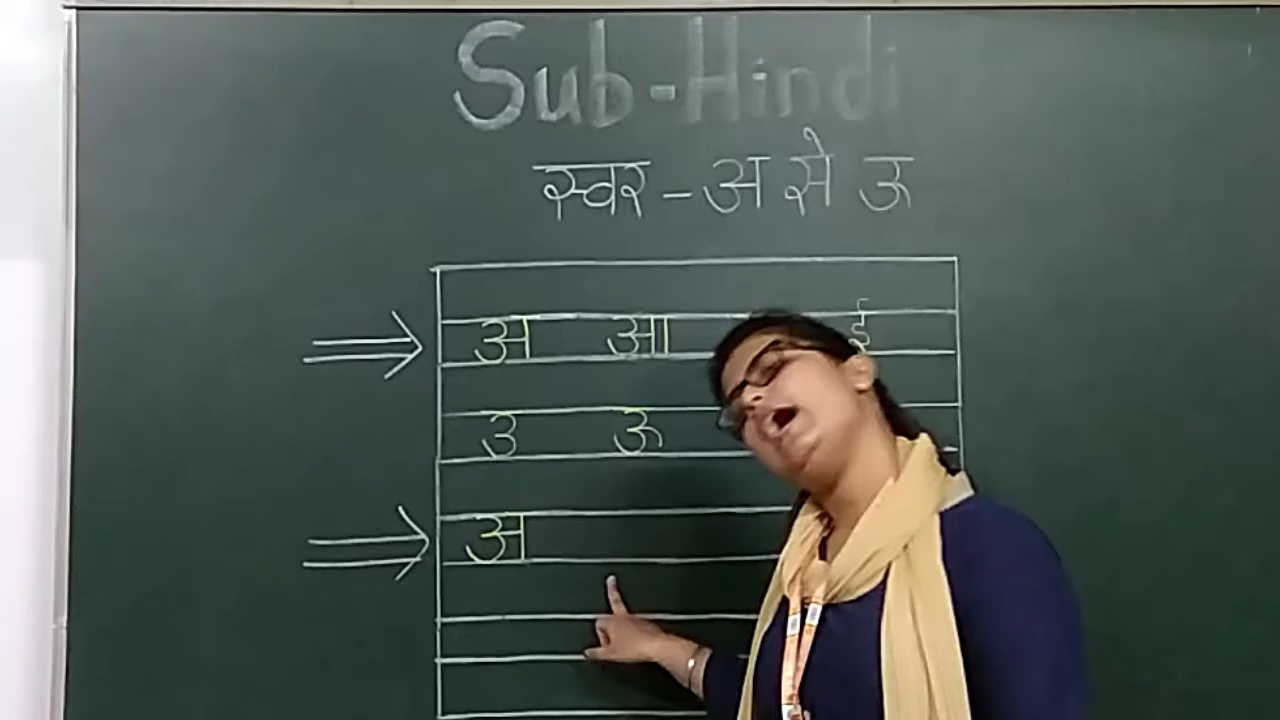 Sub-Hindi
स्वर - अ से ऊ
अ आ ई
उ ऊ
अ